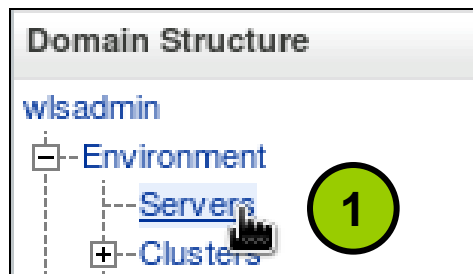 Domain Structure
wlsadmin
Environment
Servers
1
Clusters